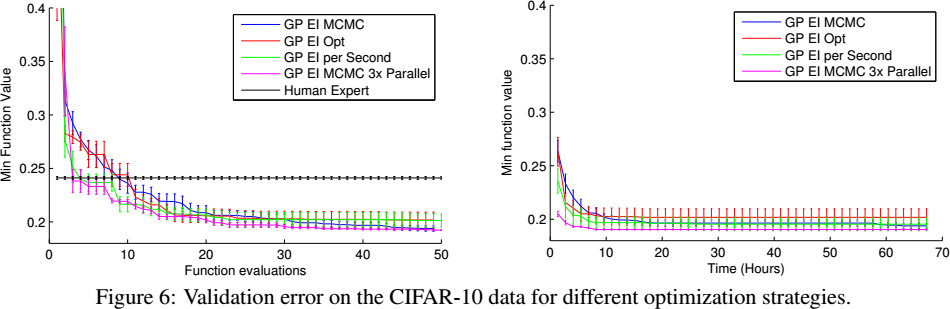 0.4
0.35
0.3
0.25
0.2
Min Function Value
0 10 20 30 40 50
Function evaluations
GP EI MCMC
GP EI Opt
GP EI per Second
GP EI MCMC 3x Parallel
Human Expert
0.4
0.35
0.3
0.25
0.2
Min function value
0 10 20 30 40 50 60 70
Time (Hours)
GP EI MCMC
GP EI Opt
GP EI per Second
GP EI MCMC 3x Parallel
Figure 6: Validation error on the CIFAR-10 data for different optimization strategies.